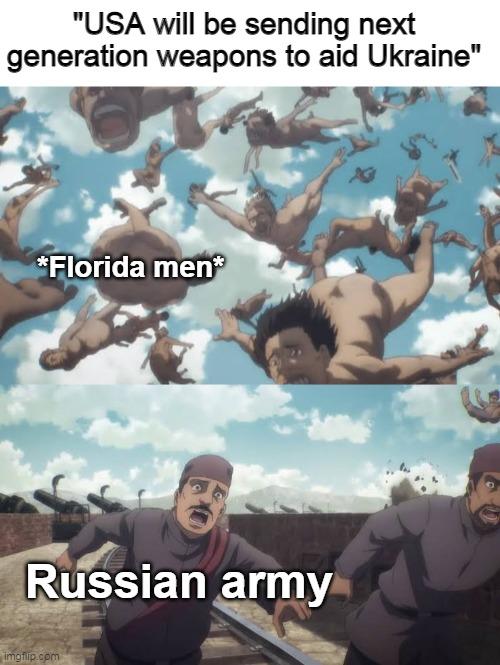 "USA will be sending next
generation weapons to aid Ukraine"
*Florida men*
Russian army
imgflip.com